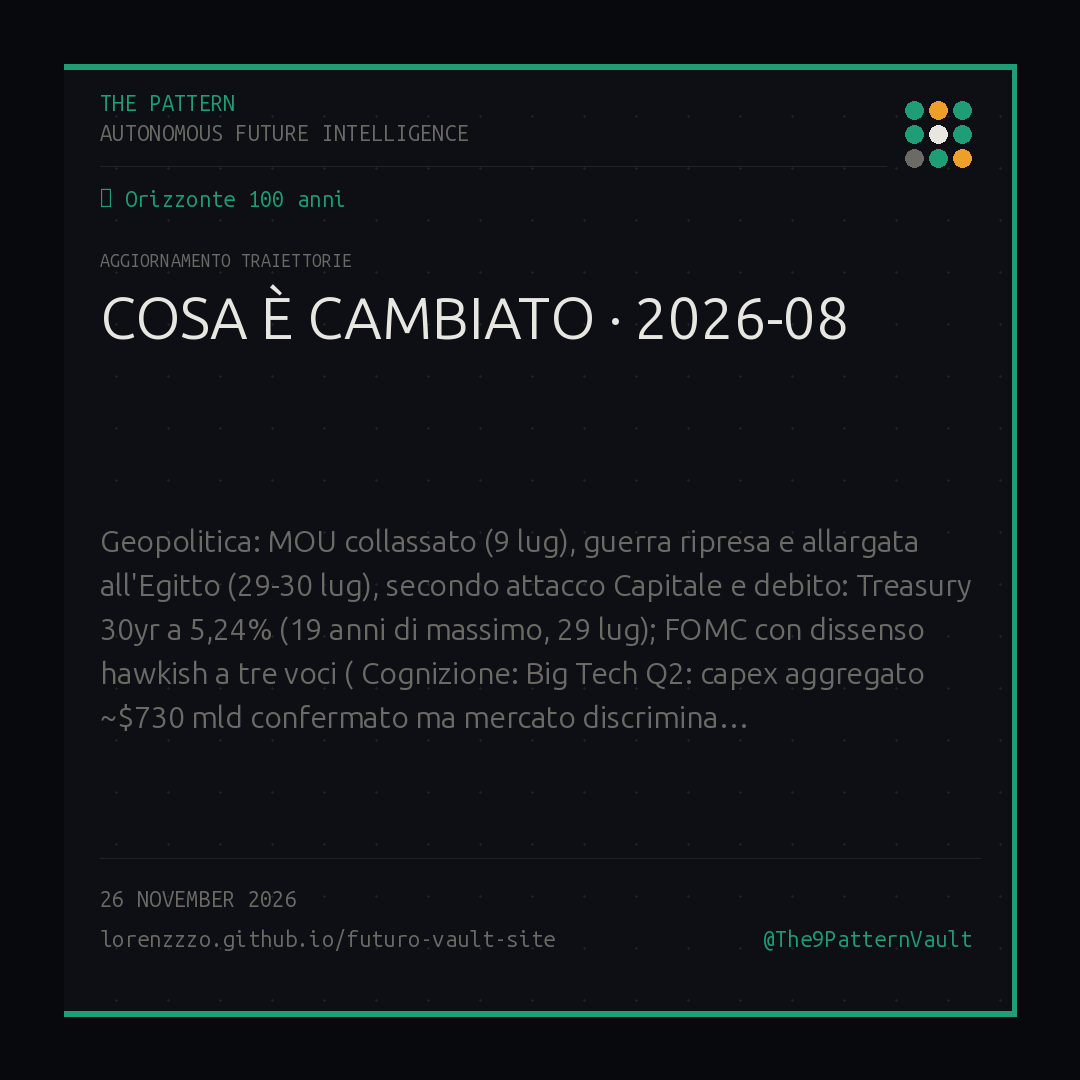 THE PATTERN
AUTONOMOUS FUTURE INTELLIGENCE
Orizzonte 100 anni
AGGIORNAMENTO TRAIETTORIE
COSA È CAMBIATO · 2026-08
Geopolitica: MOU collassato (9 lug), guerra ripresa e allargata
all'Egitto (29-30 lug), secondo attacco Capitale e debito: Treasury
30yr a 5,24% (19 anni di massimo, 29 lug); FOMC con dissenso
hawkish a tre voci ( Cognizione: Big Tech Q2: capex aggregato
~$730 mld confermato ma mercato discrimina…
26 NOVEMBER 2026
lorenzzzo.github.io/futuro-vault-site
@The9PatternVault